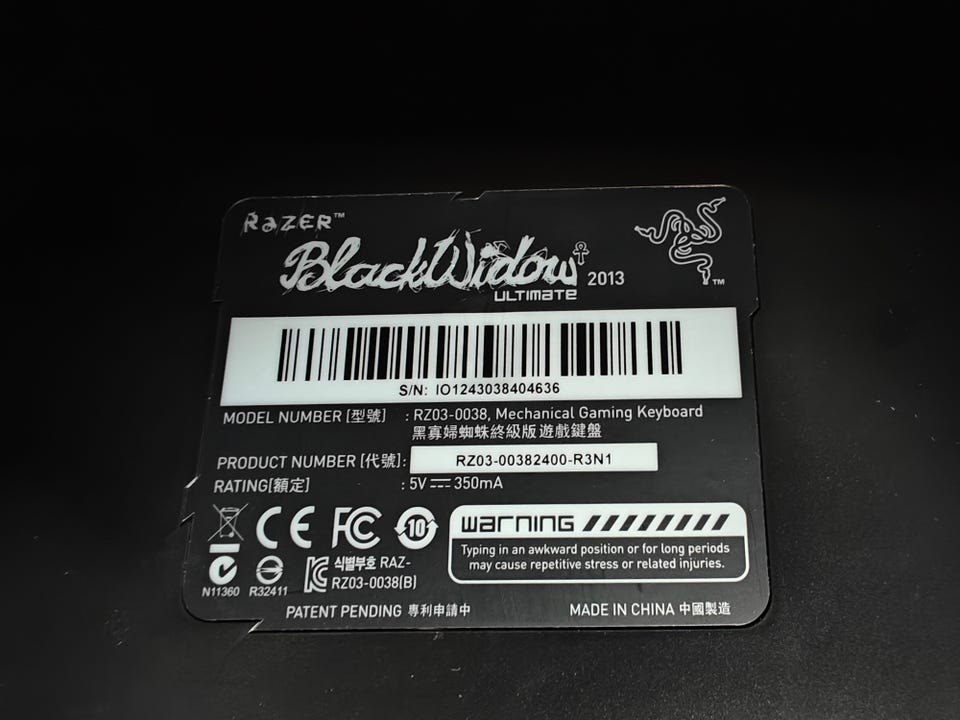 RAZER™
BlackWidow 2013
ULTIMATE
TM
S/N: IO1243038404636
MODEL NUMBER [型號] : RZ03-0038, Mechanical Gaming Keyboard
黑寡婦蜘蛛終級版遊戲鍵盤
PRODUCT NUMBER [代號]: RZ03-00382400-R3N1
RATING[額定] : 5V ⎓ 350mA
CE FC 10
warning
Typing in an awkward position or for long periods
may cause repetitive stress or related injuries.
식별부호 RAZ-
RZ03-0038(B)
N11360 R32411
PATENT PENDING 專利申請中
MADE IN CHINA 中國製造